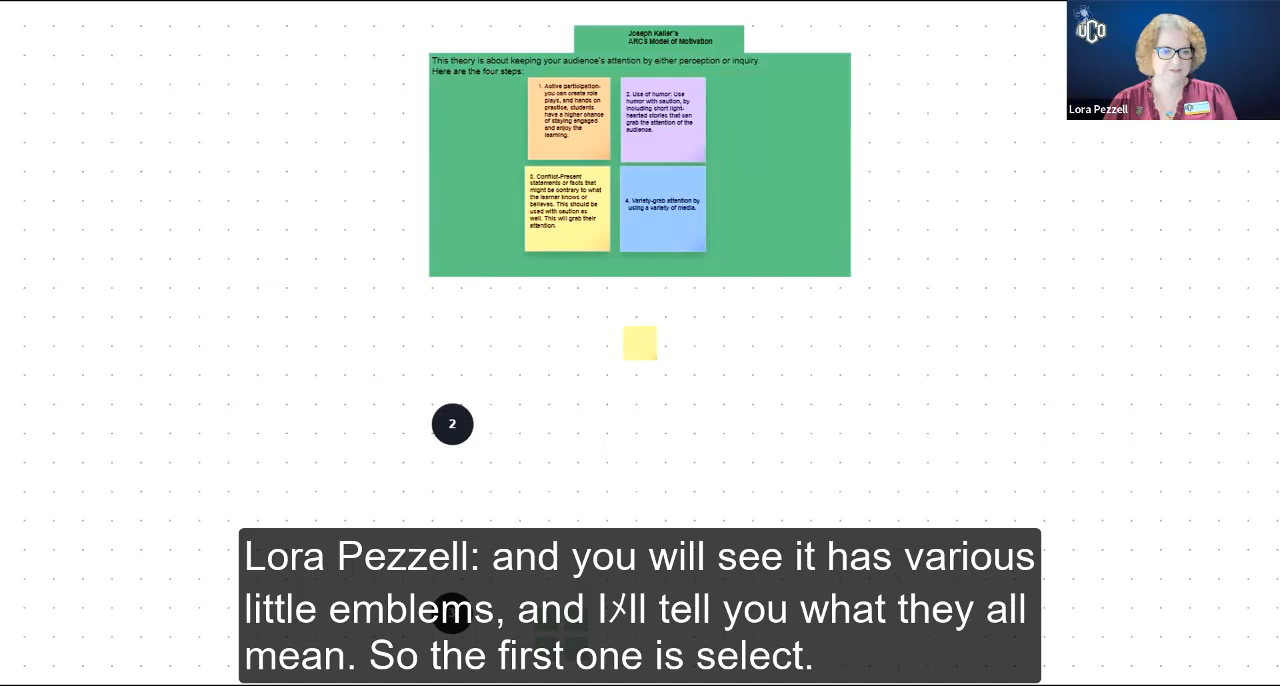 Joseph Keller's
ARCS Model of Motivation
This theory is about keeping your audience's attention by either perception or inquiry.
Here are the four steps:
1. Active participation-
you can create role
plays, and hands on
practice, students
have a higher chance
of staying engaged
and enjoy the
learning.
2. Use of humor: Use
humor with caution, by
including short light-
hearted stories that can
grab the attention of the
audience.
3. Conflict-Present
statements or facts that
might be contrary to what
the learner knows or
believes. This should be
used with caution as
well. This will grab their
attention.
4. Variety-grab attention by
using a variety of media.
UCO
Lora Pezzell
2
Lora Pezzell: and you will see it has various
little emblems, and Iﾒll tell you what they all
mean. So the first one is select.